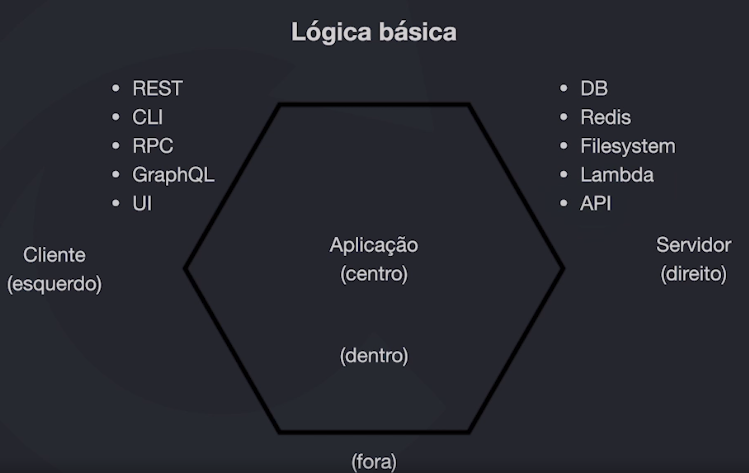 Lógica básica
• REST
• CLI
• RPC
• GraphQL
• UI
• DB
• Redis
• Filesystem
• Lambda
• API
Cliente
(esquerdo)
Aplicação
(centro)
Servidor
(direito)
(dentro)
(fora)